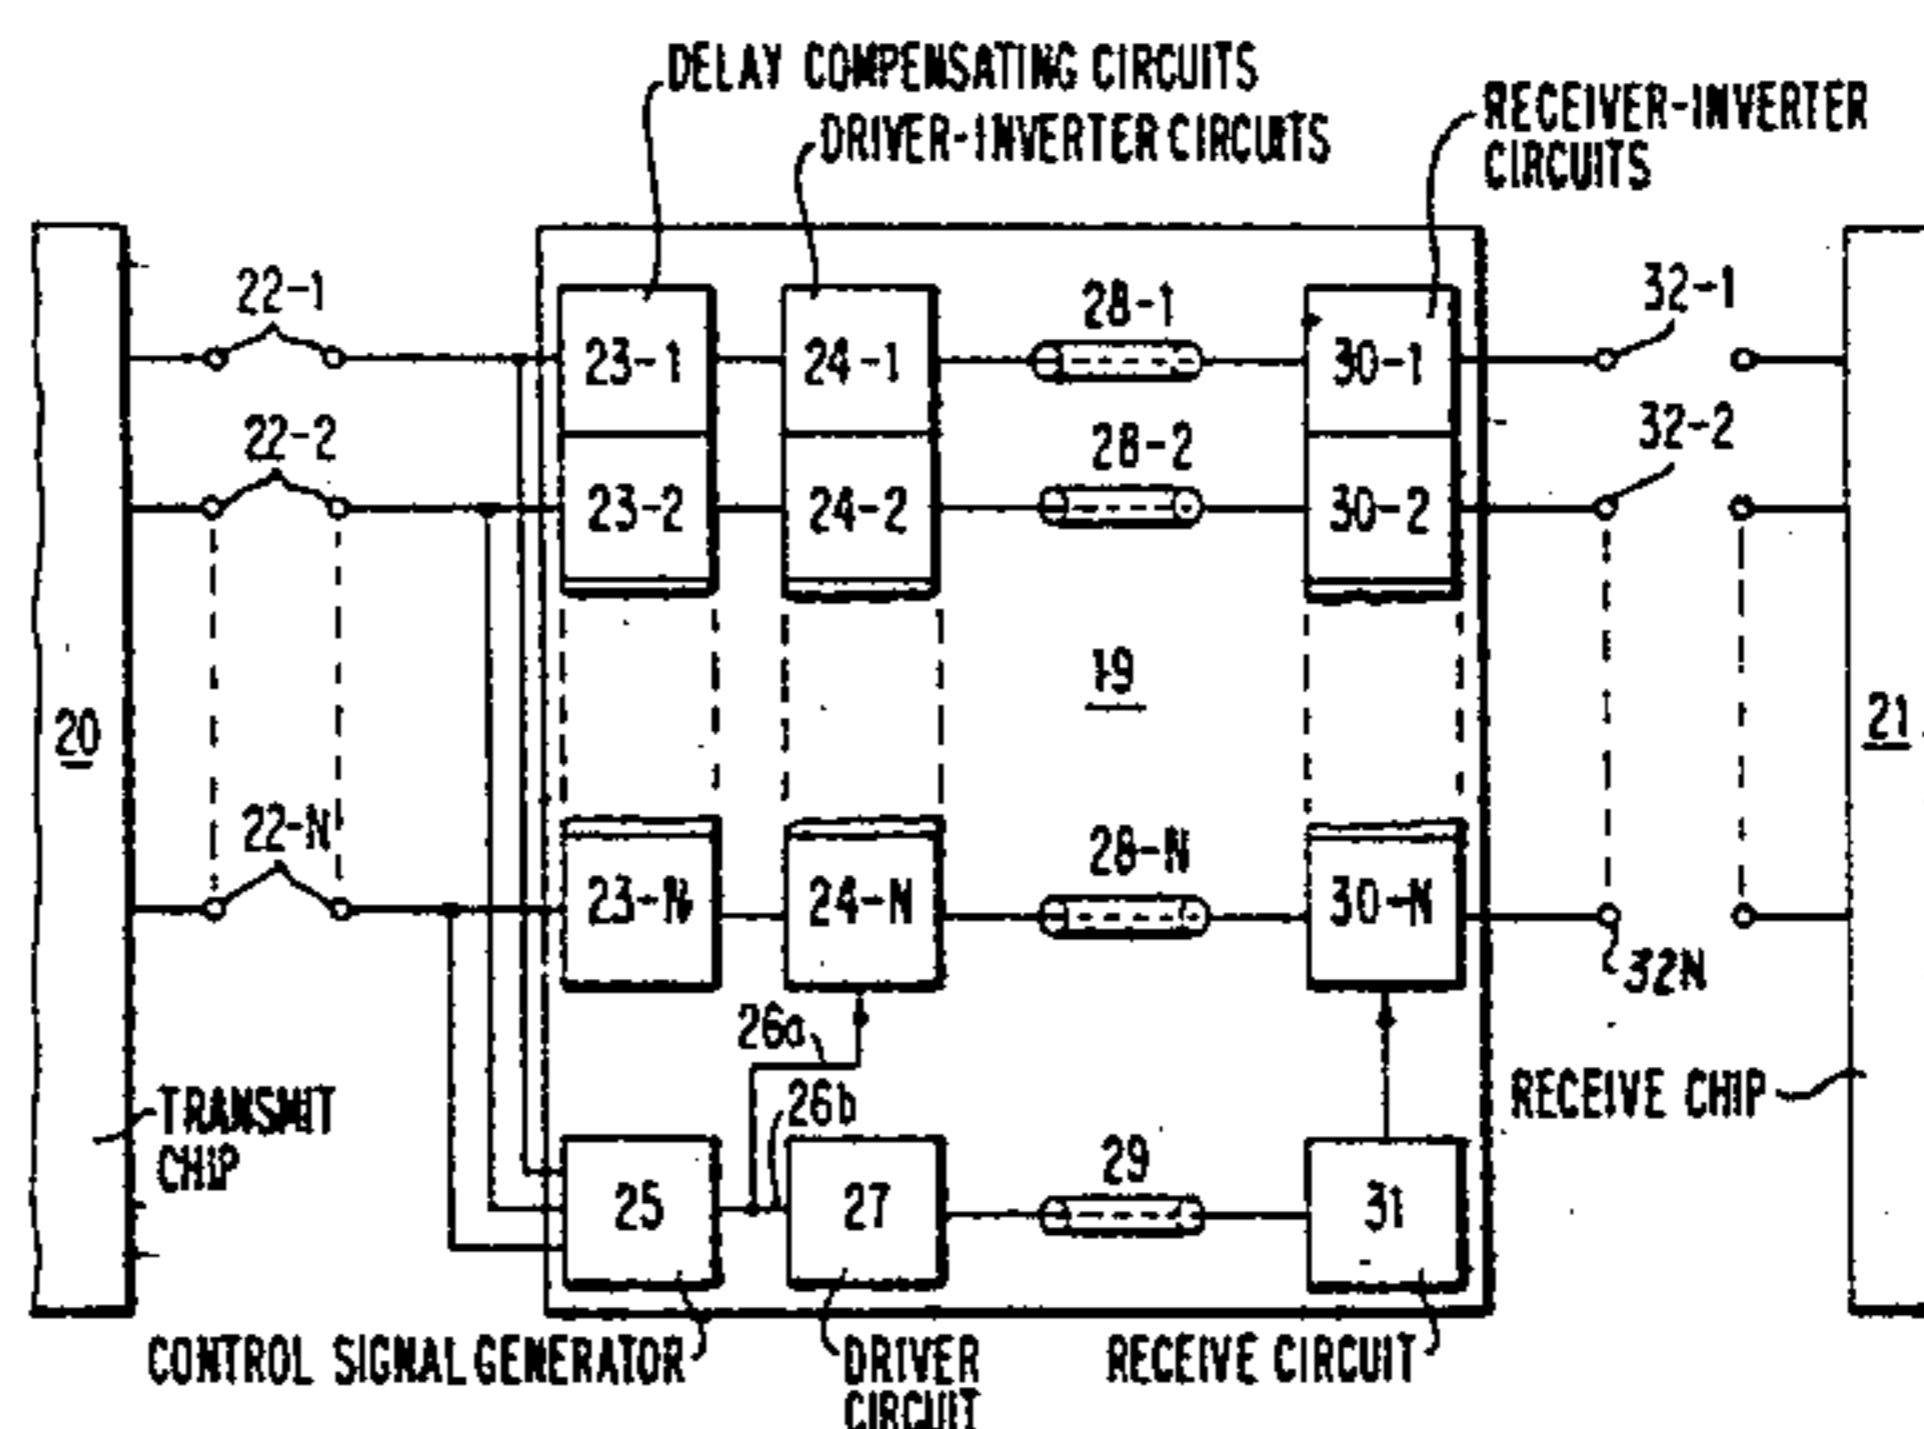 DELAY COMPENSATING CIRCUITS
DRIVER-INVERTER CIRCUITS
RECEIVER-INVERTER
CIRCUITS
22-1
23-1
24-1
28-1
30-1
32-1
22-2
23-2
24-2
28-2
30-2
32-2
19
20
21
22-N
23-N
24-N
28-N
30-N
32N
26a
26b
TRANSMIT
CHIP
RECEIVE CHIP
25
27
29
31
CONTROL SIGNAL GENERATOR
DRIVER
CIRCUIT
RECEIVE CIRCUIT